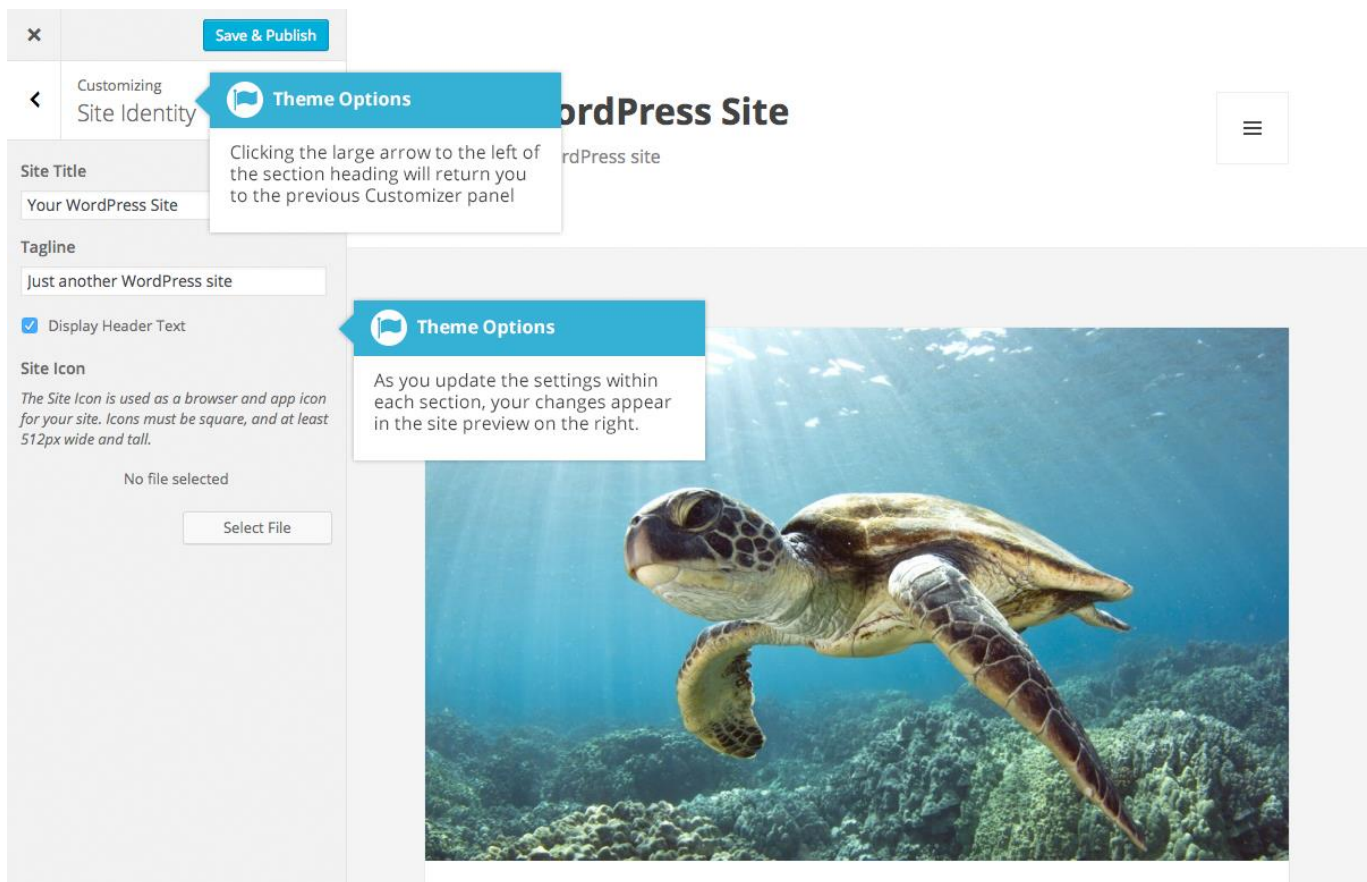 Save & Publish
Customizing
Site Identity
Theme Options
Clicking the large arrow to the left of
the section heading will return you
to the previous Customizer panel
ordPress Site
rdPress site
Site Title
Your WordPress Site
Tagline
Just another WordPress site
Display Header Text
Theme Options
As you update the settings within
each section, your changes appear
in the site preview on the right.
Site Icon
The Site Icon is used as a browser and app icon
for your site. Icons must be square, and at least
512px wide and tall.
No file selected
Select File